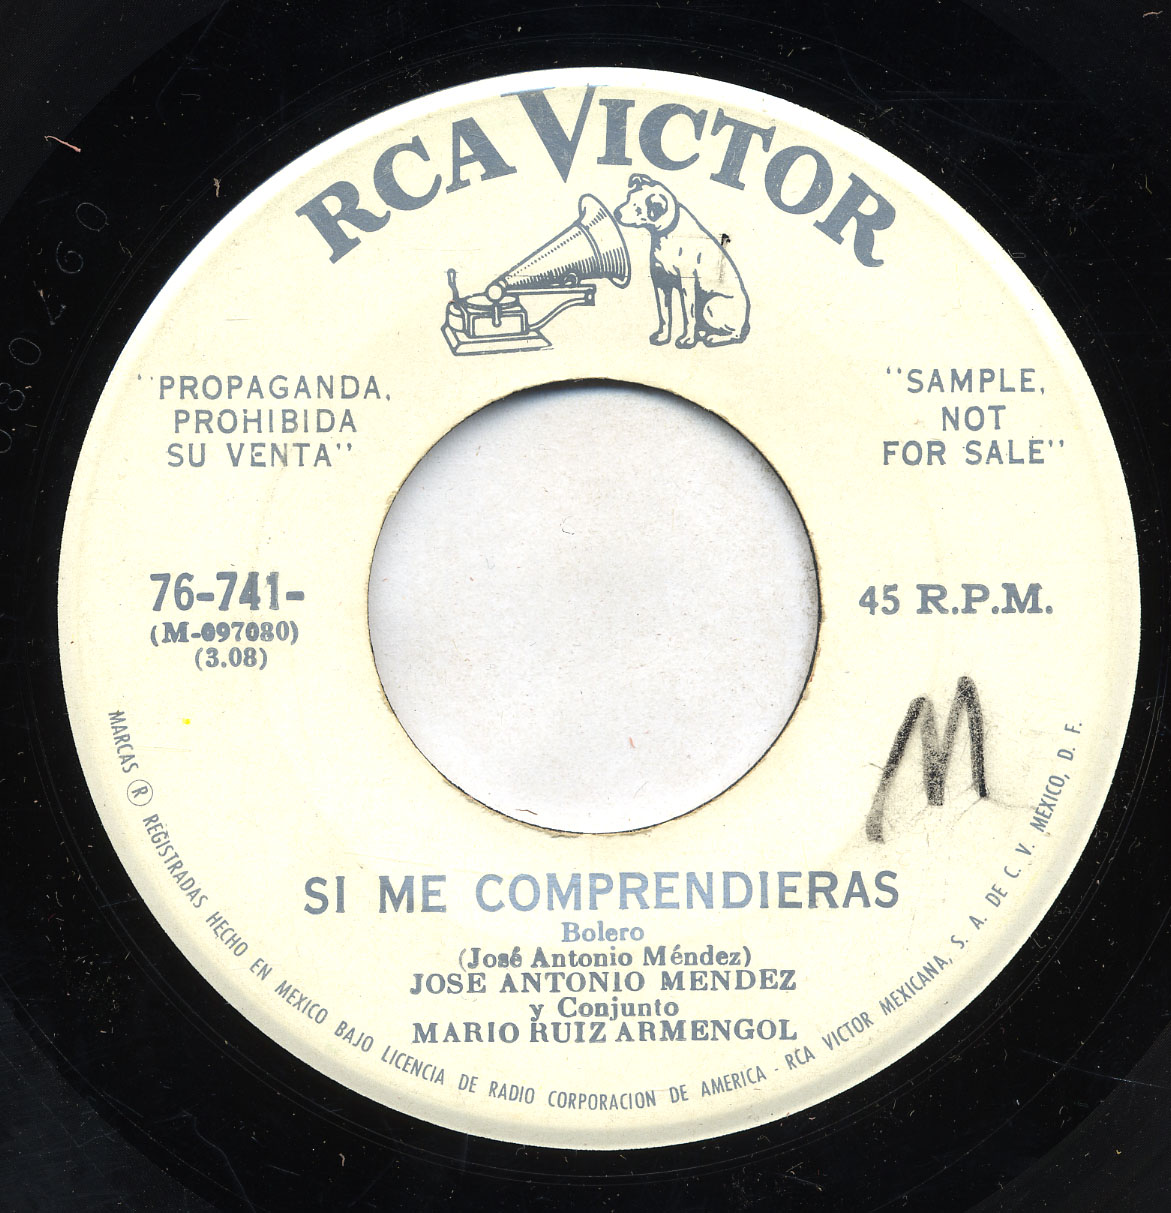 RCA VICTOR
"PROPAGANDA,
PROHIBIDA
SU VENTA"
"SAMPLE,
NOT
FOR SALE"
76-741-
(M-097080)
(3.08)
45 R.P.M.
M
SI ME COMPRENDIERAS
Bolero
(José Antonio Méndez)
JOSE ANTONIO MENDEZ
y Conjunto
MARIO RUIZ ARMENGOL
MARCAS ® REGISTRADAS HECHO EN MEXICO BAJO LICENCIA DE RADIO CORPORACION DE AMERICA - RCA VICTOR MEXICANA, S. A. DE C. V. MEXICO, D. F.